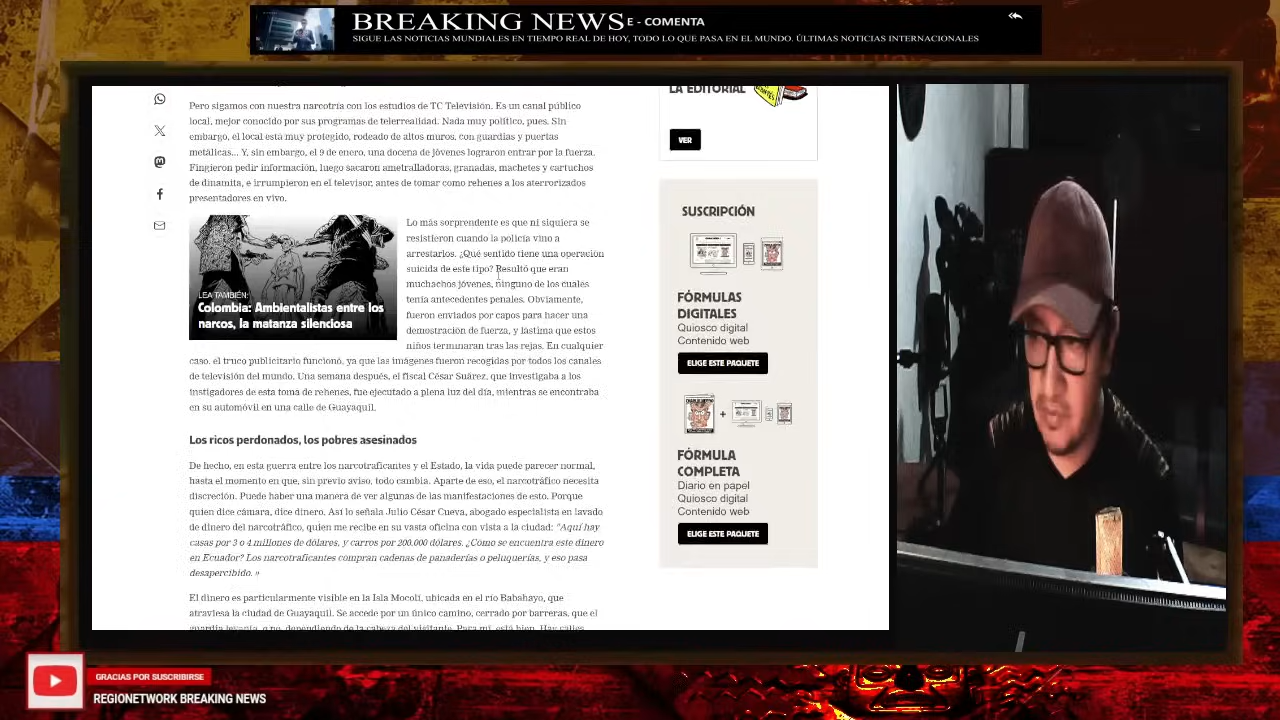 BREAKING NEWS E - COMENTA
SIGUE LAS NOTICIAS MUNDIALES EN TIEMPO REAL DE HOY, TODO LO QUE PASA EN EL MUNDO. ÚLTIMAS NOTICIAS INTERNACIONALES
Pero sigamos con nuestra narcotría con los estudios de TC Televisión. Es un canal público
local, mejor conocido por sus programas de telerrealidad. Nada muy político, pues. Sin
embargo, el local está muy protegido, rodeado de altos muros, con guardias y puertas
metálicas... Y, sin embargo, el 9 de enero, una docena de jóvenes lograron entrar por la fuerza.
Fingieron pedir información, luego sacaron ametralladoras, granadas, machetes y cartuchos
de dinamita, e irrumpieron en el televisor, antes de tomar como rehenes a los aterrorizados
presentadores en vivo.
LEA TAMBIÉN:
Colombia: Ambientalistas entre los
narcos, la matanza silenciosa
Lo más sorprendente es que ni siquiera se
resistieron cuando la policía vino a
arrestarlos. ¿Qué sentido tiene una operación
suicida de este tipo? Resultó que eran
muchachos jóvenes, ninguno de los cuales
tenía antecedentes penales. Obviamente,
fueron enviados por capos para hacer una
demostración de fuerza, y lástima que estos
niños terminaran tras las rejas. En cualquier
caso, el truco publicitario funcionó, ya que las imágenes fueron recogidas por todos los canales
de televisión del mundo. Una semana después, el fiscal César Suárez, que investigaba a los
instigadores de esta toma de rehenes, fue ejecutado a plena luz del día, mientras se encontraba
en su automóvil en una calle de Guayaquil.
Los ricos perdonados, los pobres asesinados
De hecho, en esta guerra entre los narcotraficantes y el Estado, la vida puede parecer normal,
hasta el momento en que, sin previo aviso, todo cambia. Aparte de eso, el narcotráfico necesita
discreción. Puede haber una manera de ver algunas de las manifestaciones de esto. Porque
quien dice cámara, dice dinero. Así lo señala Julio César Cueva, abogado especialista en lavado
de dinero del narcotráfico, quien me recibe en su vasta oficina con vista a la ciudad: "Aquí hay
casas por 3 o 4 millones de dólares, y carros por 200.000 dólares. ¿Cómo se encuentra este dinero
en Ecuador? Los narcotraficantes compran cadenas de panaderías o peluquerías, y eso pasa
desapercibido. »
El dinero es particularmente visible en la Isla Mocolí, ubicada en el río Babahayo, que
atraviesa la ciudad de Guayaquil. Se accede por un único camino, cerrado por barreras, que el
guardia levanta, o no, dependiendo de la cabeza del visitante. Para mí, está bien. Hay calles
LA EDITORIAL
VER
SUSCRIPCIÓN
FÓRMULAS
DIGITALES
Quiosco digital
Contenido web
ELIGE ESTE PAQUETE
FÓRMULA
COMPLETA
Diario en papel
Quiosco digital
Contenido web
ELIGE ESTE PAQUETE
GRACIAS POR SUSCRIBIRSE
REGIONETWORK BREAKING NEWS